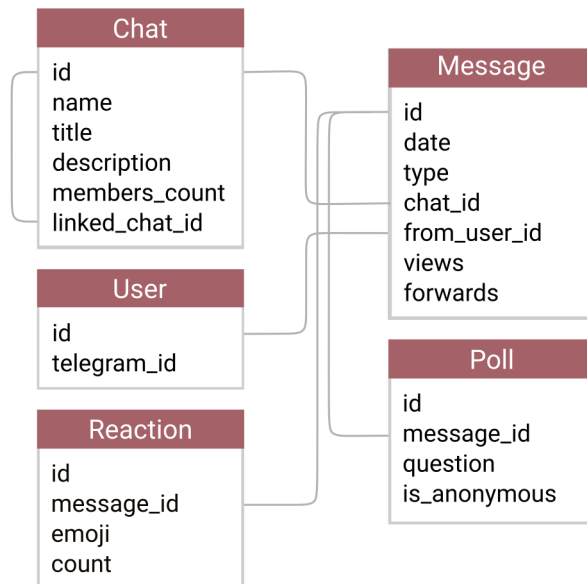 Chat
id
name
title
description
members_count
linked_chat_id
User
id
telegram_id
Reaction
id
message_id
emoji
count
Message
id
date
type
chat_id
from_user_id
views
forwards
Poll
id
message_id
question
is_anonymous